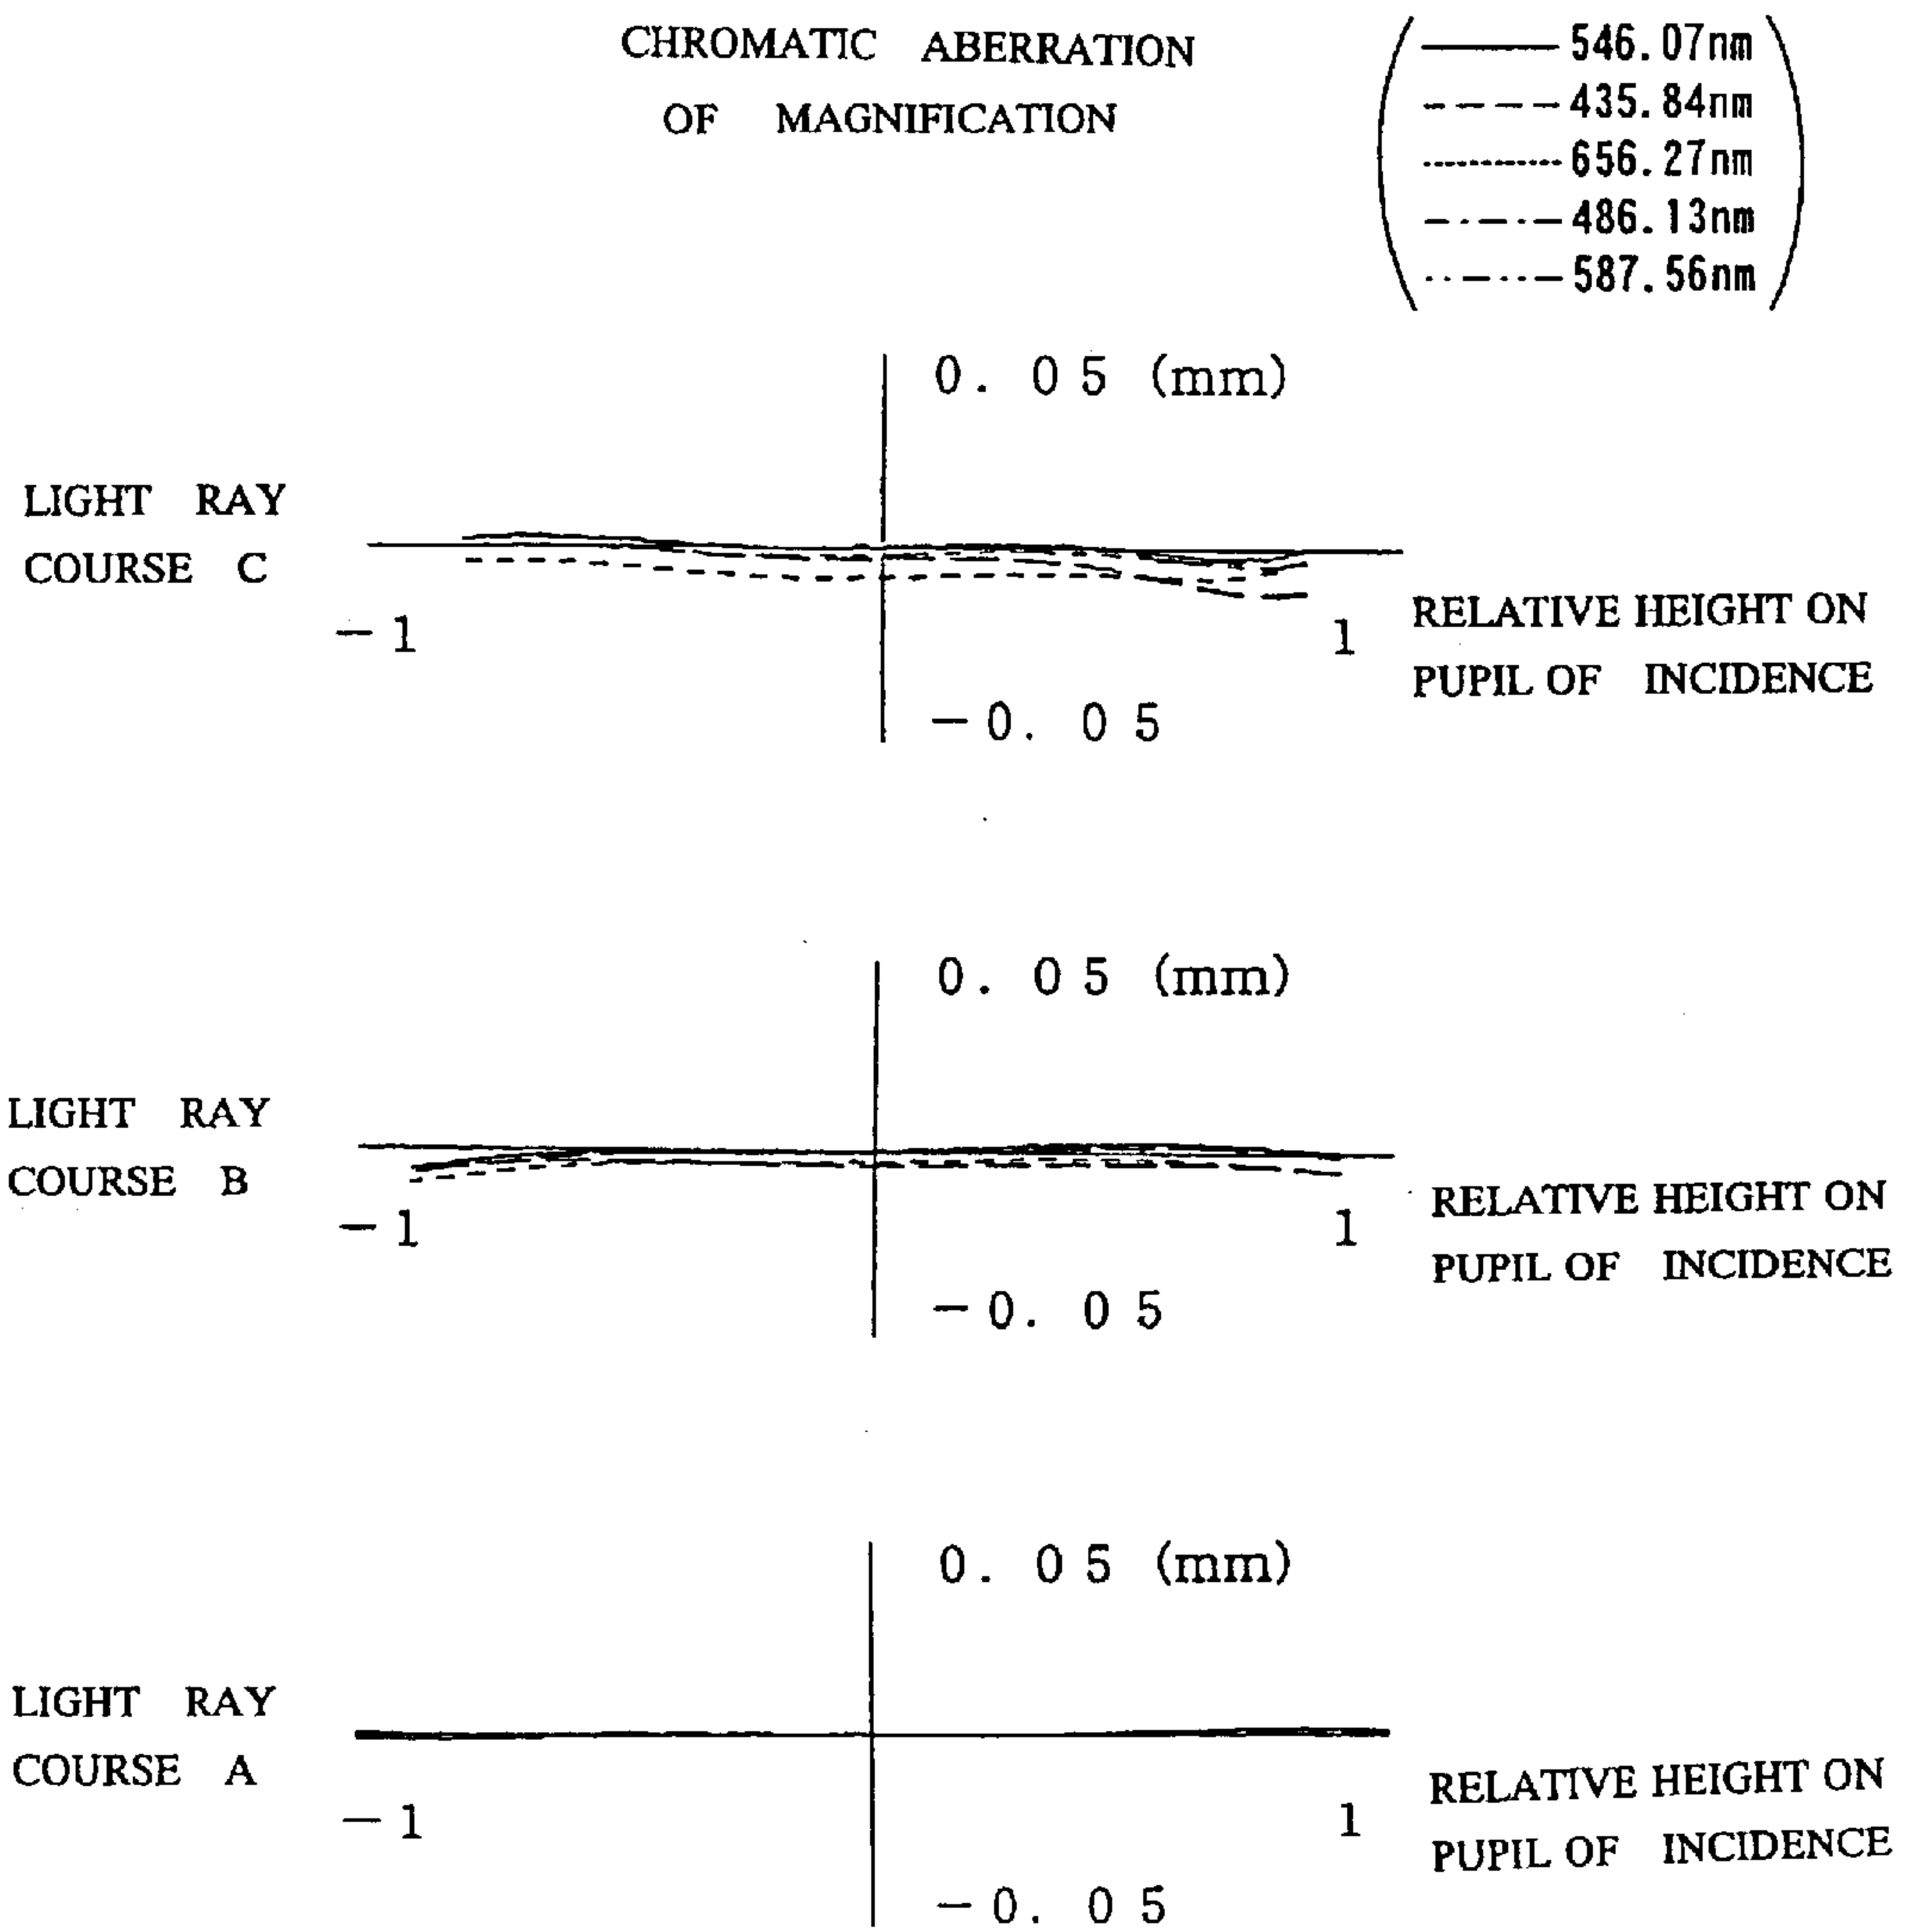 CHROMATIC ABERRATION
OF MAGNIFICATION
546.07nm
435.84nm
656.27nm
486.13nm
587.56nm
0.05 (mm)
LIGHT RAY
COURSE C
-1
1
RELATIVE HEIGHT ON
PUPIL OF INCIDENCE
-0.05
0.05 (mm)
LIGHT RAY
COURSE B
-1
1
RELATIVE HEIGHT ON
PUPIL OF INCIDENCE
-0.05
0.05 (mm)
LIGHT RAY
COURSE A
-1
1
RELATIVE HEIGHT ON
PUPIL OF INCIDENCE
-0.05